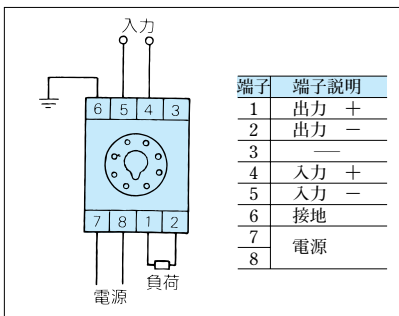 入力
6 5 4 3
7 8 1 2
負荷
電源
端子 端子説明
1 出力 ＋
2 出力 －
3 ──
4 入力 ＋
5 入力 －
6 接地
7 電源
8